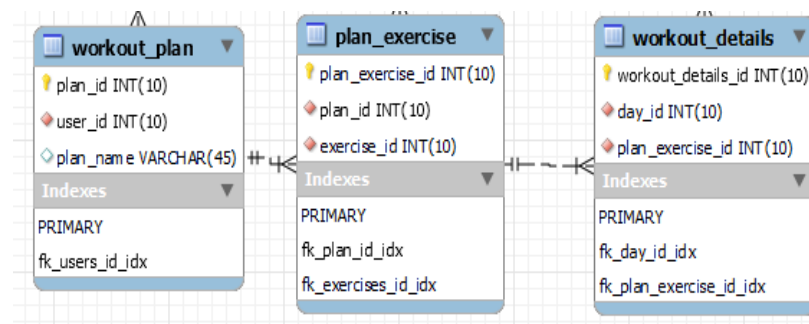 workout_plan
plan_id INT(10)
user_id INT(10)
plan_name VARCHAR(45)
Indexes
PRIMARY
fk_users_id_idx
plan_exercise
plan_exercise_id INT(10)
plan_id INT(10)
exercise_id INT(10)
Indexes
PRIMARY
fk_plan_id_idx
fk_exercises_id_idx
workout_details
workout_details_id INT(10)
day_id INT(10)
plan_exercise_id INT(10)
Indexes
PRIMARY
fk_day_id_idx
fk_plan_exercise_id_idx